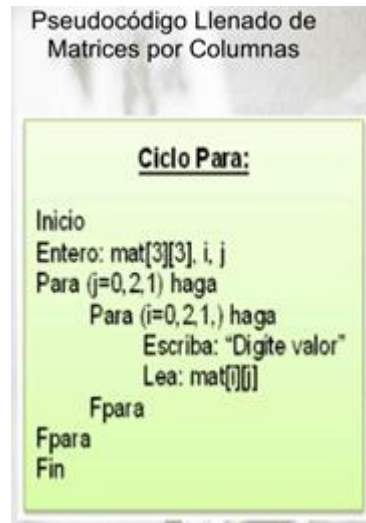 Pseudocódigo Llenado de
Matrices por Columnas
Ciclo Para:
Inicio
Entero: mat[3][3], i, j
Para (j=0,2,1) haga
Para (i=0,2,1,) haga
Escriba: “Digite valor”
Lea: mat[i][j]
Fpara
Fpara
Fin